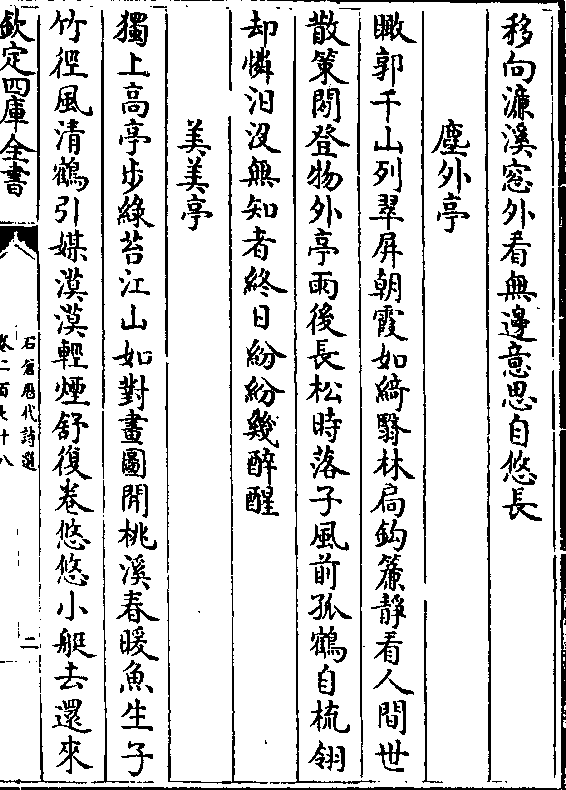 移向濂溪窓外看無邊意思自悠長
塵外亭
瞰郭千山列翠屏朝霞如綺翳林扃鈎簾靜看人間世
散策閒登物外亭雨後長松時落子風前孤鶴自梳翎
却憐汨没無知者終日紛紛幾醉醒
美美亭
獨上高亭步綠苔江山如對畫圖開桃溪春暖魚生子
竹徑風清鶴引媒漠漠輕煙舒復卷悠悠小艇去還來
欽定四庫全書
石倉歷代詩選
卷二百七十八
二